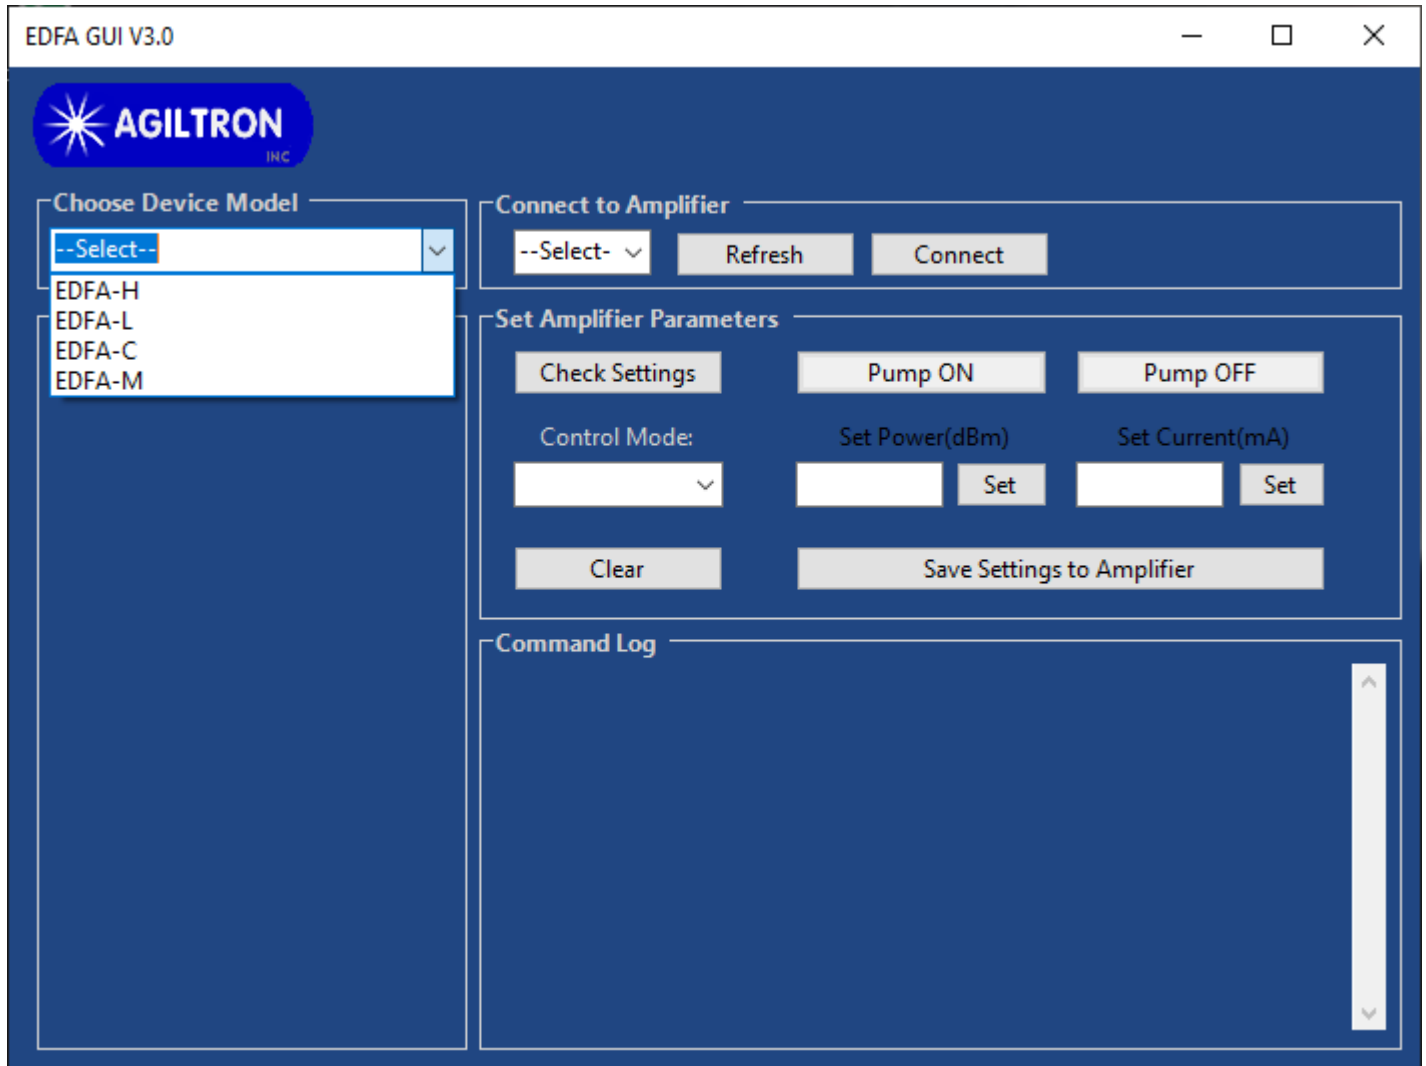 EDFA GUI V3.0
AGILTRON
INC
Choose Device Model
--Select--
EDFA-H
EDFA-L
EDFA-C
EDFA-M
Connect to Amplifier
--Select-
Refresh
Connect
Set Amplifier Parameters
Check Settings
Pump ON
Pump OFF
Control Mode:
Set Power(dBm)
Set Current(mA)
Set
Set
Clear
Save Settings to Amplifier
Command Log